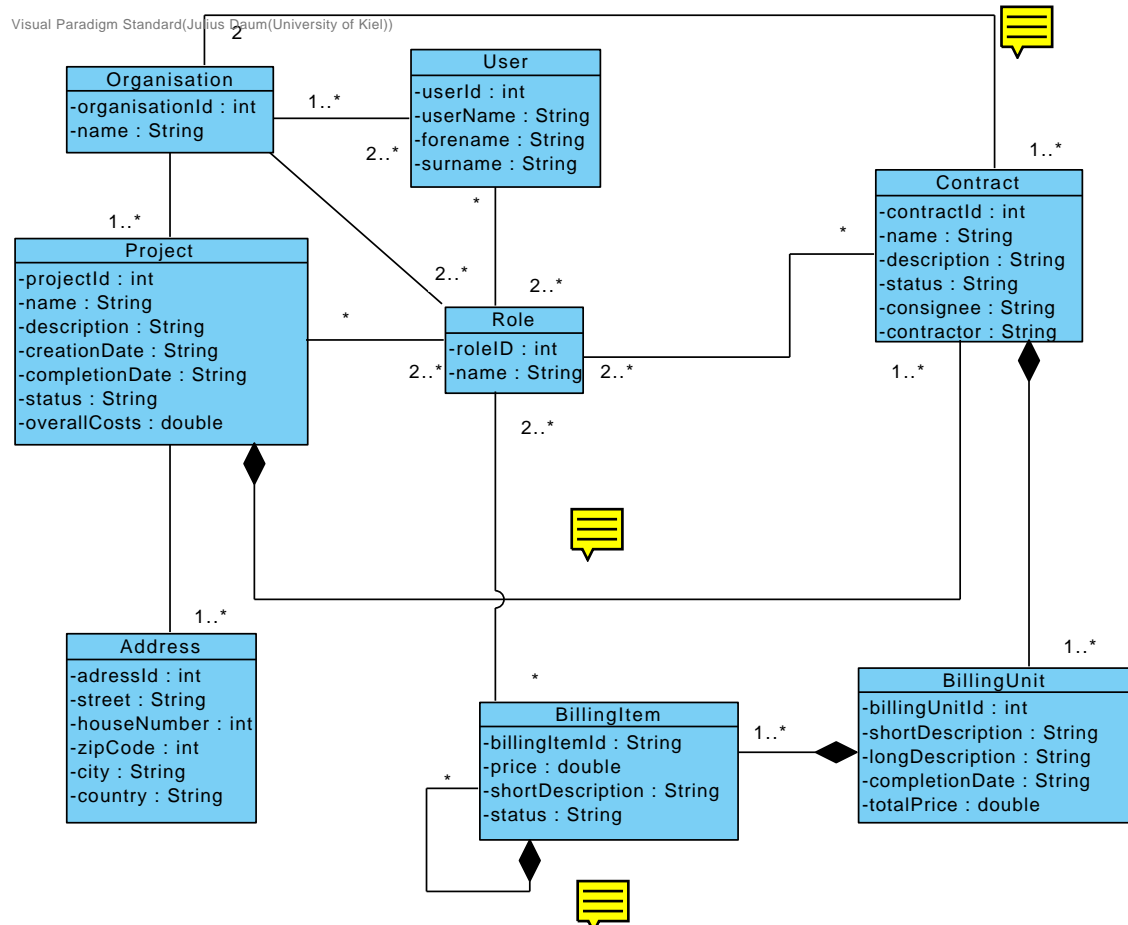 Visual Paradigm Standard(Julius Daum(University of Kiel))
2
Organisation
-organisationId : int
-name : String
1..*
2..*
User
-userId : int
-userName : String
-forename : String
-surname : String
*
1..*
Contract
-contractId : int
-name : String
-description : String
-status : String
-consignee : String
-contractor : String
1..*
Project
-projectId : int
-name : String
-description : String
-creationDate : String
-completionDate : String
-status : String
-overallCosts : double
*
2..*
2..*
2..*
Role
-roleID : int
-name : String
*
2..*
1..*
2..*
1..*
Address
-adressId : int
-street : String
-houseNumber : int
-zipCode : int
-city : String
-country : String
*
BillingItem
-billingItemId : String
-price : double
-shortDescription : String
-status : String
*
1..*
1..*
BillingUnit
-billingUnitId : int
-shortDescription : String
-longDescription : String
-completionDate : String
-totalPrice : double